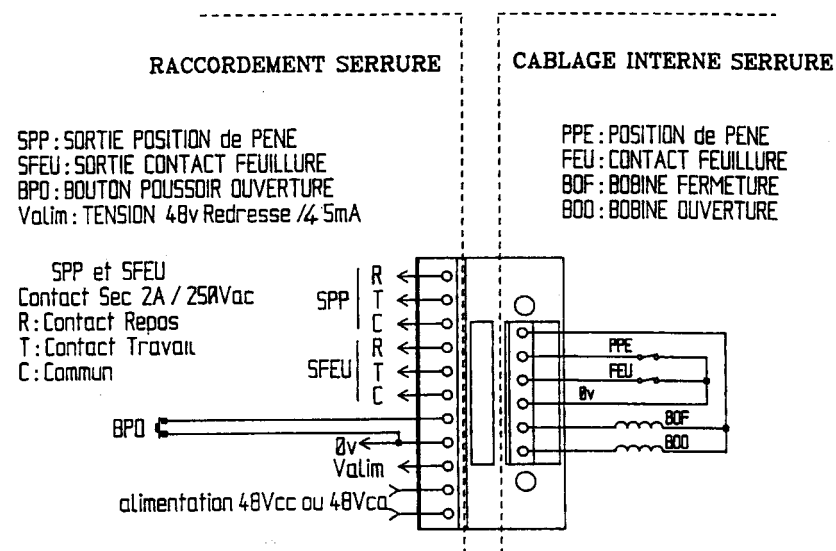 RACCORDEMENT SERRURE
CABLAGE INTERNE SERRURE
SPP : SORTIE POSITION de PENE
SFEU : SORTIE CONTACT FEUILLURE
BPO : BOUTON POUSSOIR OUVERTURE
Valim : TENSION 48v Redresse /45mA
PPE : POSITION de PENE
FEU : CONTACT FEUILLURE
BOF : BOBINE FERMETURE
BOO : BOBINE OUVERTURE
SPP et SFEU
Contact Sec 2A / 250Vac
R : Contact Repos
T : Contact Travail
C : Commun
SPP
R
T
C
SFEU
R
T
C
BPO
0v
Valim
alimentation 48Vcc ou 48Vca
PPE
FEU
0v
BOF
BOO